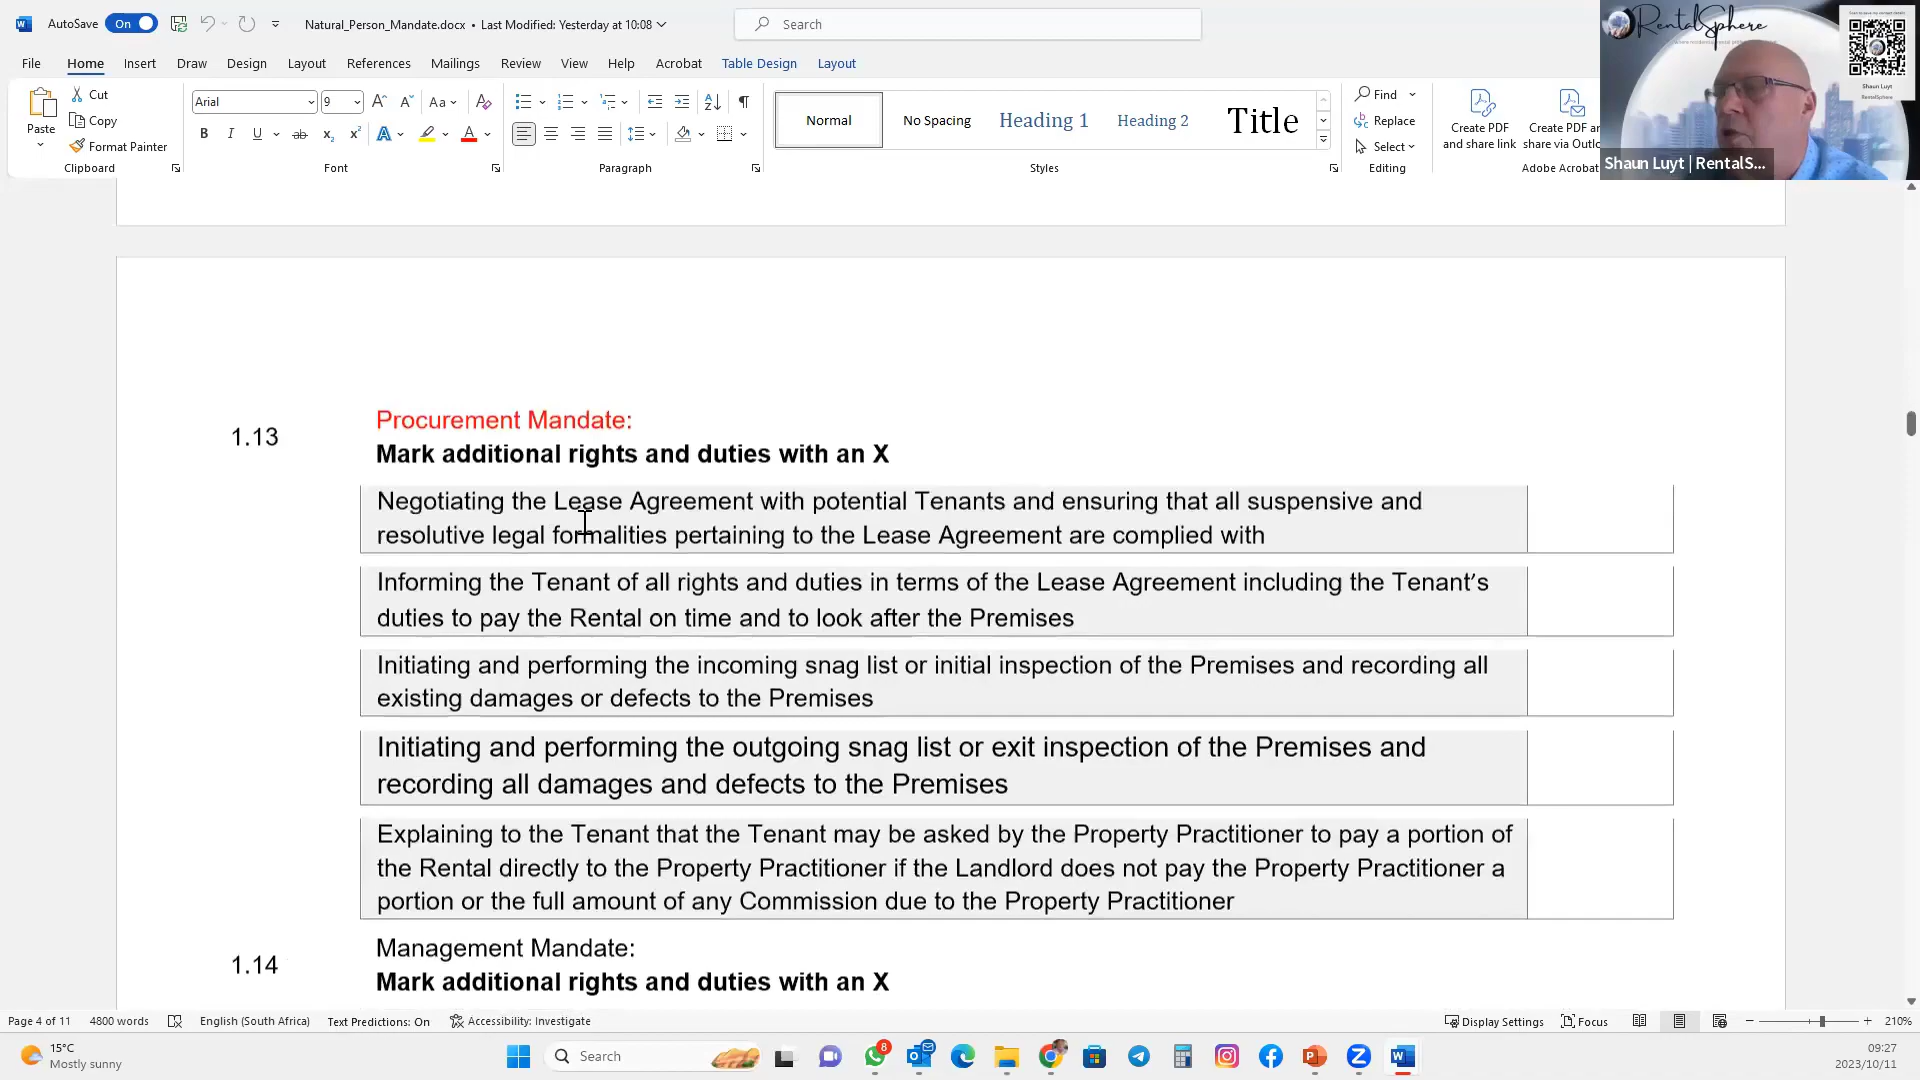 AutoSave On Natural_Person_Mandate.docx • Last Modified: Yesterday at 10:08 Search
RentalSphere
Shaun Luyt
RentalSphere
File Home Insert Draw Design Layout References Mailings Review View Help Acrobat Table Design Layout
Paste
Cut
Copy
Format Painter
Clipboard
Arial 9
Font
Paragraph
Normal No Spacing Heading 1 Heading 2 Title
Styles
Find
Replace
Select
Editing
Create PDF
and share link
Create PDF an
share via Outlo
Adobe Acrobat
Shaun Luyt | RentalS...
1.13
Procurement Mandate:
Mark additional rights and duties with an X
Negotiating the Lease Agreement with potential Tenants and ensuring that all suspensive and
resolutive legal formalities pertaining to the Lease Agreement are complied with
Informing the Tenant of all rights and duties in terms of the Lease Agreement including the Tenant's
duties to pay the Rental on time and to look after the Premises
Initiating and performing the incoming snag list or initial inspection of the Premises and recording all
existing damages or defects to the Premises
Initiating and performing the outgoing snag list or exit inspection of the Premises and
recording all damages and defects to the Premises
Explaining to the Tenant that the Tenant may be asked by the Property Practitioner to pay a portion of
the Rental directly to the Property Practitioner if the Landlord does not pay the Property Practitioner a
portion or the full amount of any Commission due to the Property Practitioner
1.14
Management Mandate:
Mark additional rights and duties with an X
Page 4 of 11 4800 words English (South Africa) Text Predictions: On Accessibility: Investigate Display Settings Focus 210%
15°C
Mostly sunny
Search
8
09:27
2023/10/11